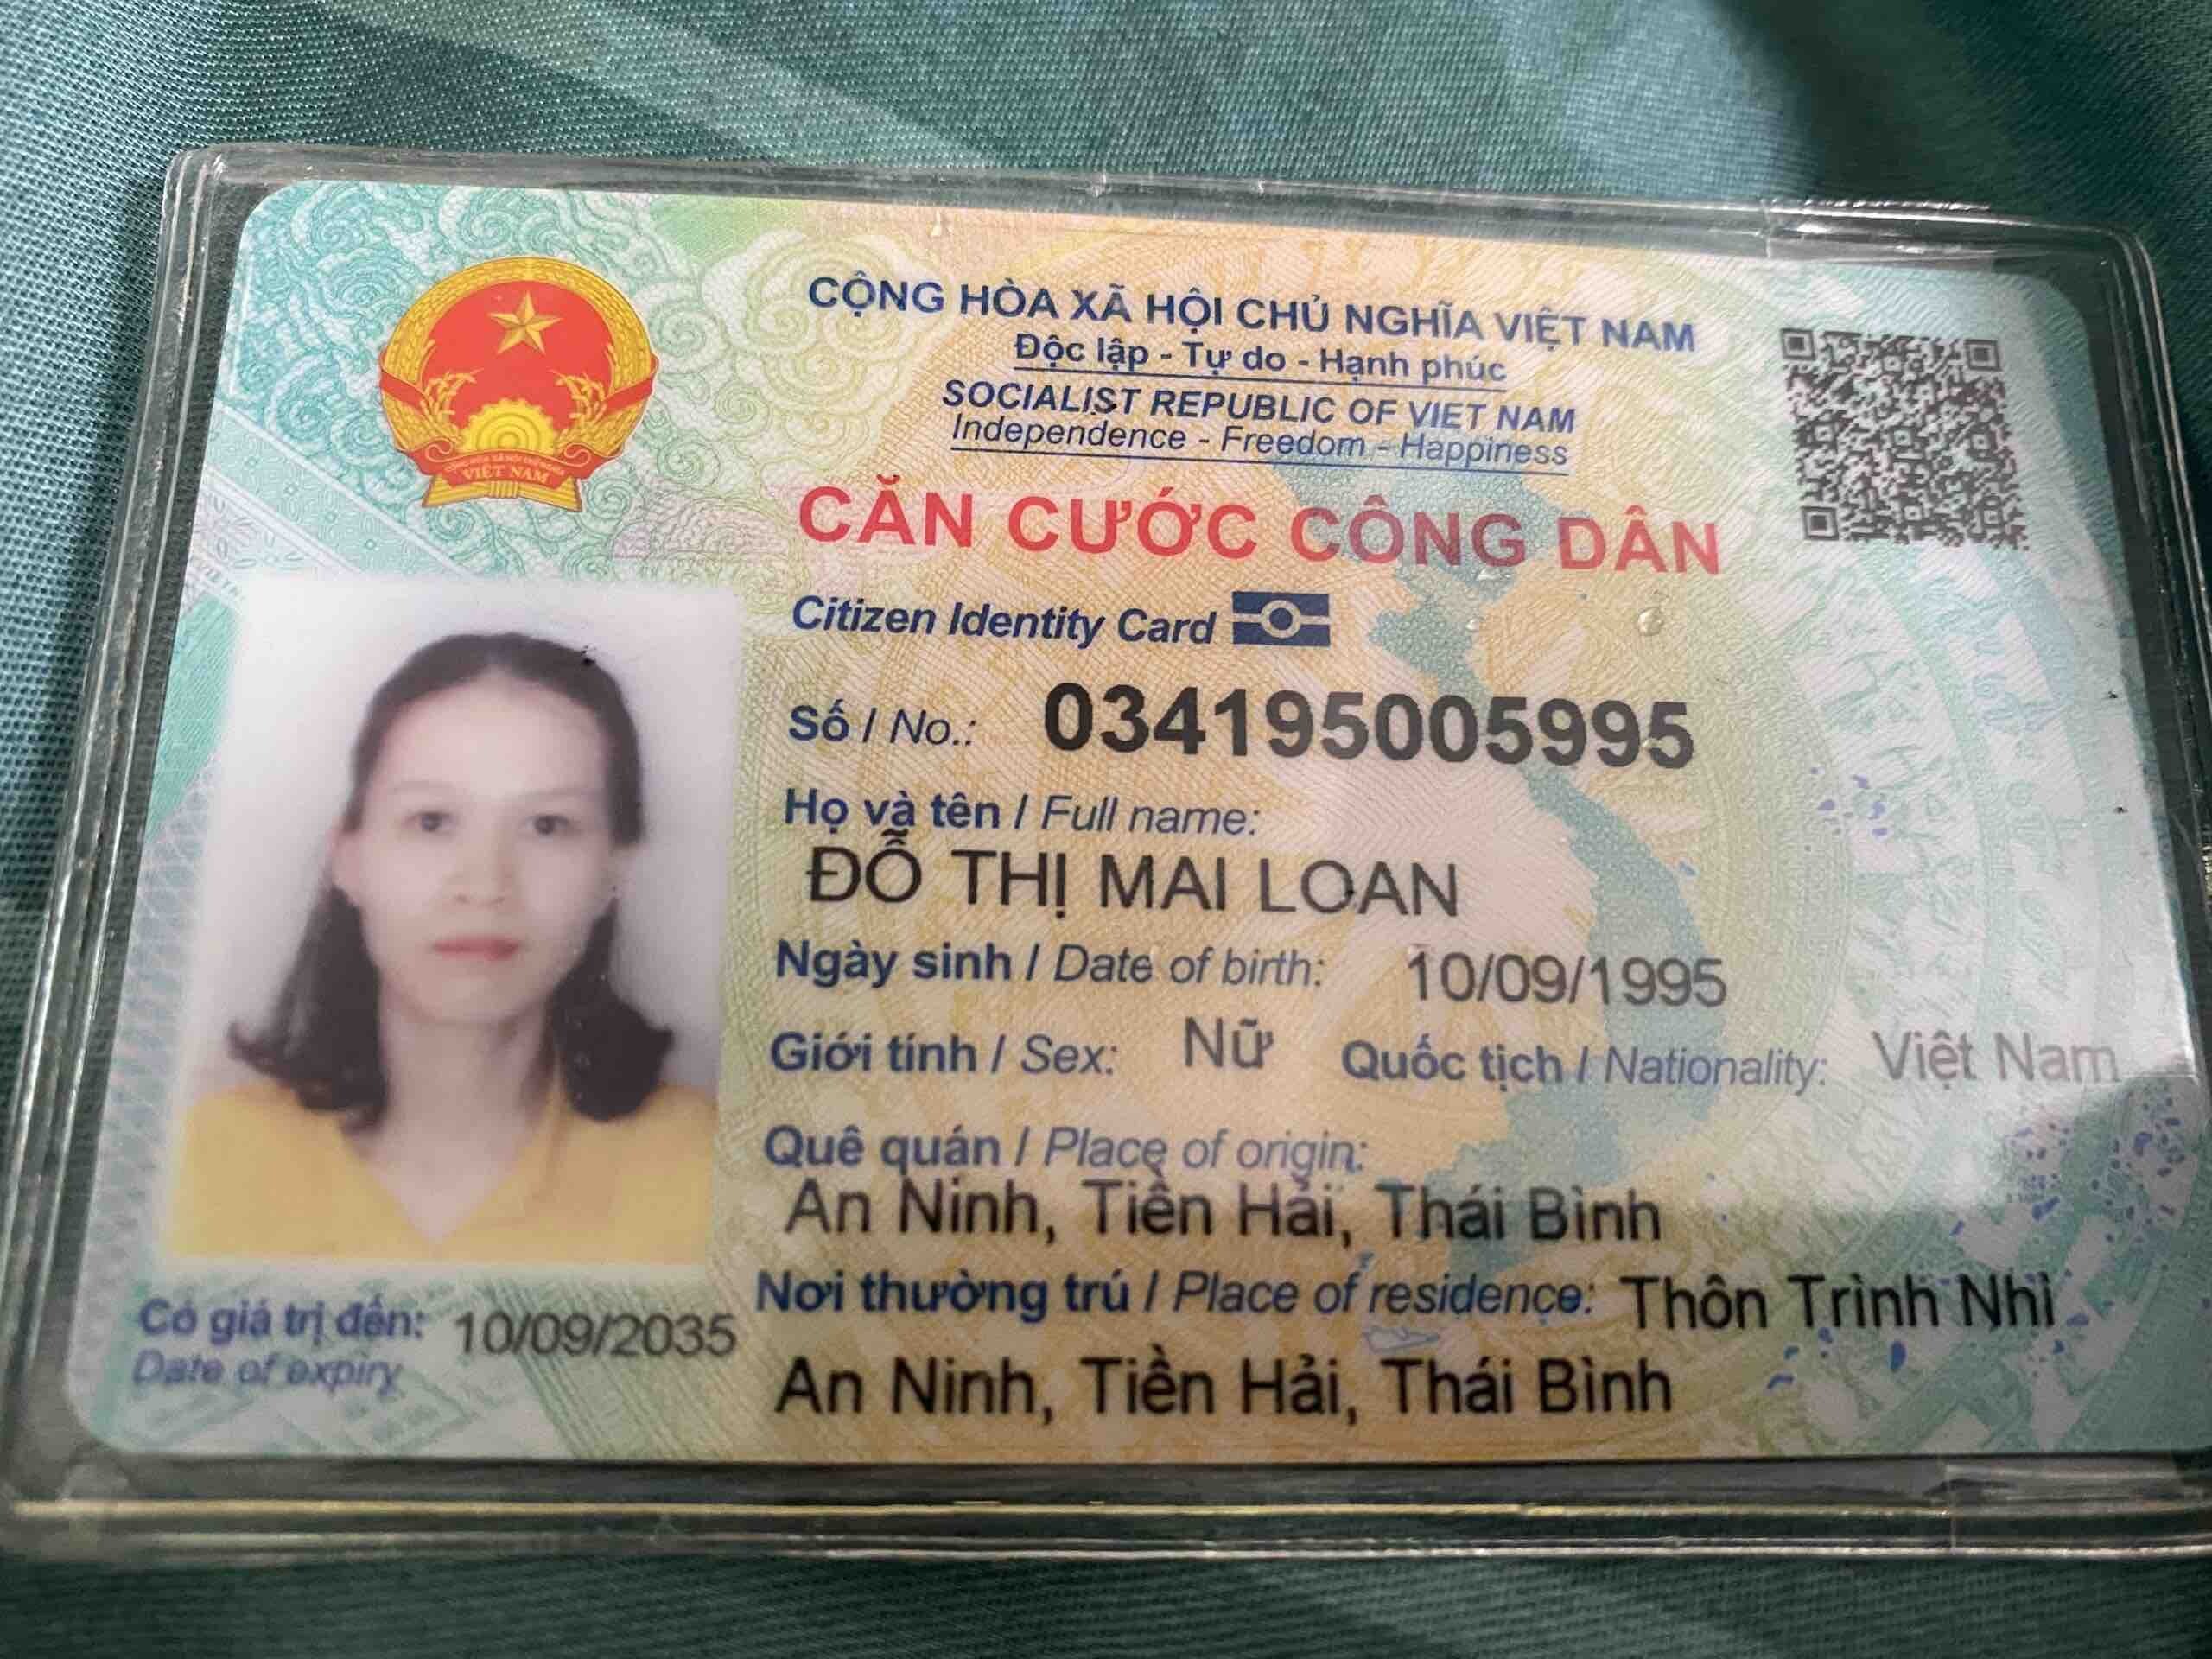 CỘNG HÒA XÃ HỘI CHỦ NGHĨA VIỆT NAM
Độc lập - Tự do - Hạnh phúc
SOCIALIST REPUBLIC OF VIET NAM
Independence - Freedom - Happiness
CĂN CƯỚC CÔNG DÂN
Citizen Identity Card
Số / No.: 034195005995
Họ và tên / Full name:
ĐỖ THỊ MAI LOAN
Ngày sinh / Date of birth: 10/09/1995
Giới tính / Sex: Nữ Quốc tịch / Nationality: Việt Nam
Quê quán / Place of origin:
An Ninh, Tiền Hải, Thái Bình
Nơi thường trú / Place of residence: Thôn Trình Nhì
An Ninh, Tiền Hải, Thái Bình
Có giá trị đến: 10/09/2035
Date of expiry
VIỆT NAM